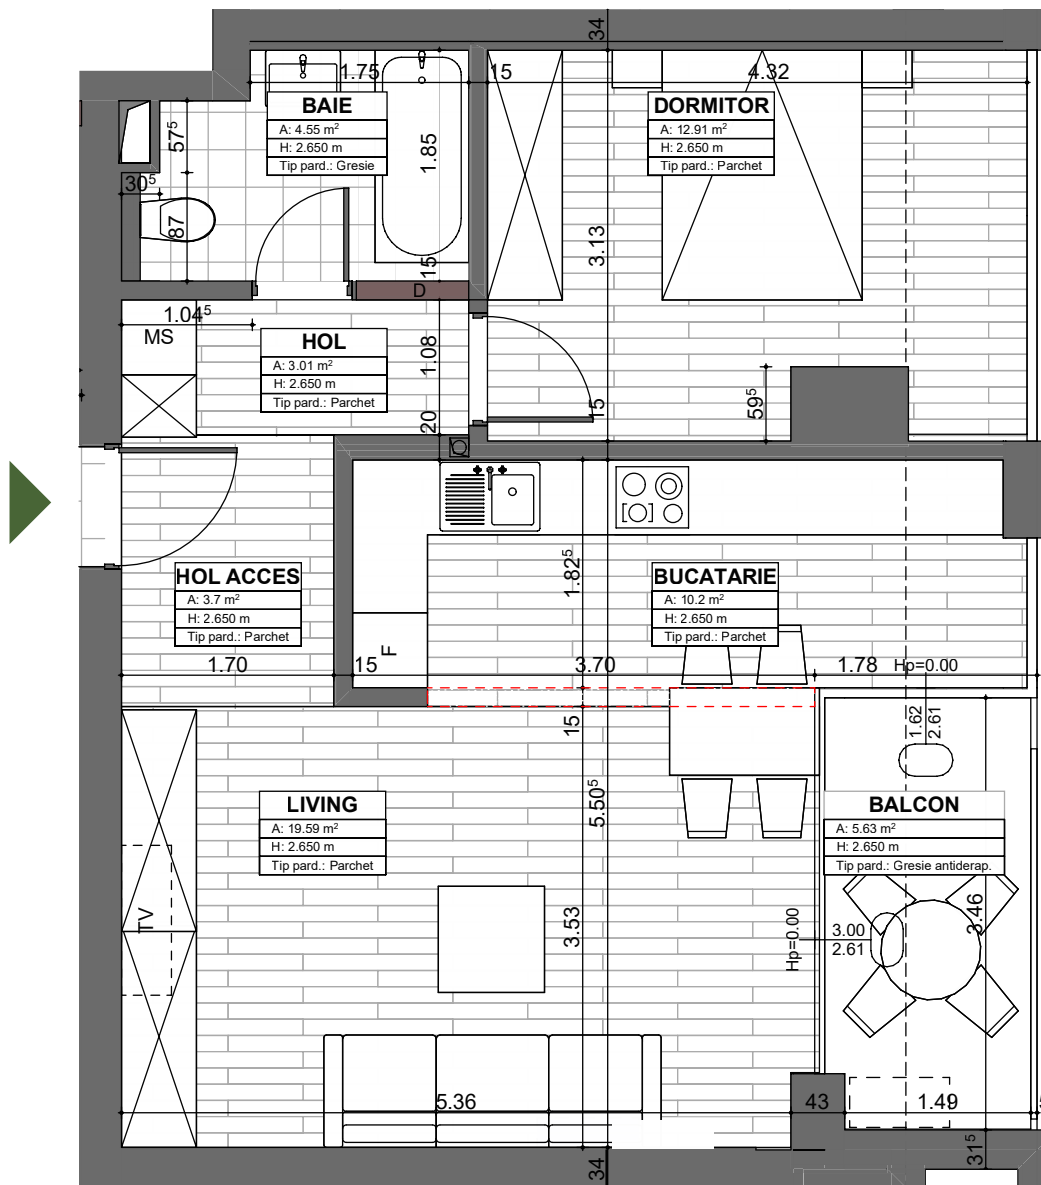 34
1.75
15
4.32
BAIE
A: 4.55 m²
H: 2.650 m
Tip pard.: Gresie
DORMITOR
A: 12.91 m²
H: 2.650 m
Tip pard.: Parchet
57⁵
1.85
30⁵
87
3.13
15
D
1.04⁵
MS
HOL
A: 3.01 m²
H: 2.650 m
Tip pard.: Parchet
1.08
20
15
59⁵
1.82⁵
HOL ACCES
A: 3.7 m²
H: 2.650 m
Tip pard.: Parchet
BUCATARIE
A: 10.2 m²
H: 2.650 m
Tip pard.: Parchet
F
1.70
15
3.70
1.78
Hp=0.00
15
1.62
2.61
5.50⁵
LIVING
A: 19.59 m²
H: 2.650 m
Tip pard.: Parchet
BALCON
A: 5.63 m²
H: 2.650 m
Tip pard.: Gresie antiderap.
TV
3.53
Hp=0.00
3.00
2.61
3.46
5.36
43
1.49
34
31⁵